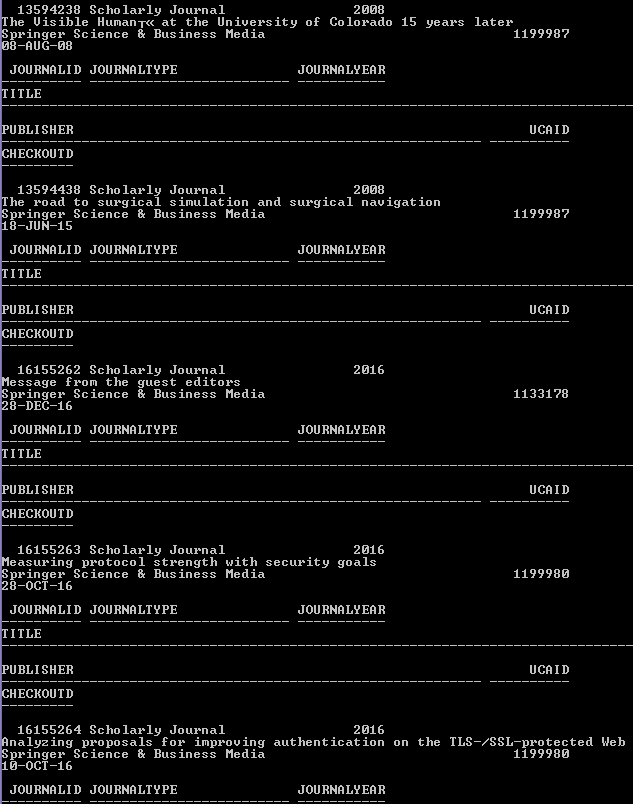 13594238 Scholarly Journal 2008
The Visible Human┬« at the University of Colorado 15 years later
Springer Science & Business Media 1199987
08-AUG-08
JOURNALID JOURNALTYPE JOURNALYEAR
TITLE
PUBLISHER UCAID
CHECKOUTD
13594438 Scholarly Journal 2008
The road to surgical simulation and surgical navigation
Springer Science & Business Media 1199987
18-JUN-15
JOURNALID JOURNALTYPE JOURNALYEAR
TITLE
PUBLISHER UCAID
CHECKOUTD
16155262 Scholarly Journal 2016
Message from the guest editors
Springer Science & Business Media 1133178
28-DEC-16
JOURNALID JOURNALTYPE JOURNALYEAR
TITLE
PUBLISHER UCAID
CHECKOUTD
16155263 Scholarly Journal 2016
Measuring protocol strength with security goals
Springer Science & Business Media 1199980
28-OCT-16
JOURNALID JOURNALTYPE JOURNALYEAR
TITLE
PUBLISHER UCAID
CHECKOUTD
16155264 Scholarly Journal 2016
Analyzing proposals for improving authentication on the TLS-/SSL-protected Web
Springer Science & Business Media 1199980
10-OCT-16
JOURNALID JOURNALTYPE JOURNALYEAR